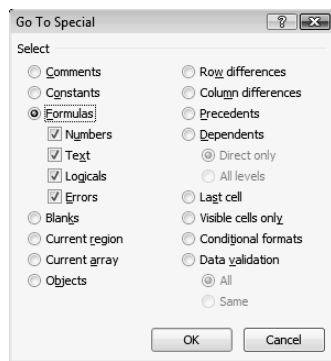 Go To Special
Select
Comments
Constants
Formulas
Numbers
Text
Logicals
Errors
Blanks
Current region
Current array
Objects
Row differences
Column differences
Precedents
Dependents
Direct only
All levels
Last cell
Visible cells only
Conditional formats
Data validation
All
Same
OK Cancel